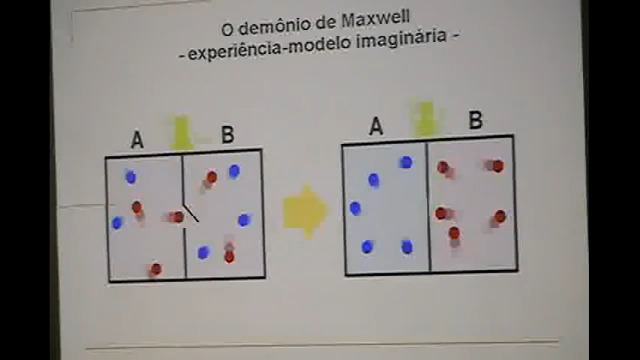 O demônio de Maxwell
- experiência-modelo imaginária -
A B
A B